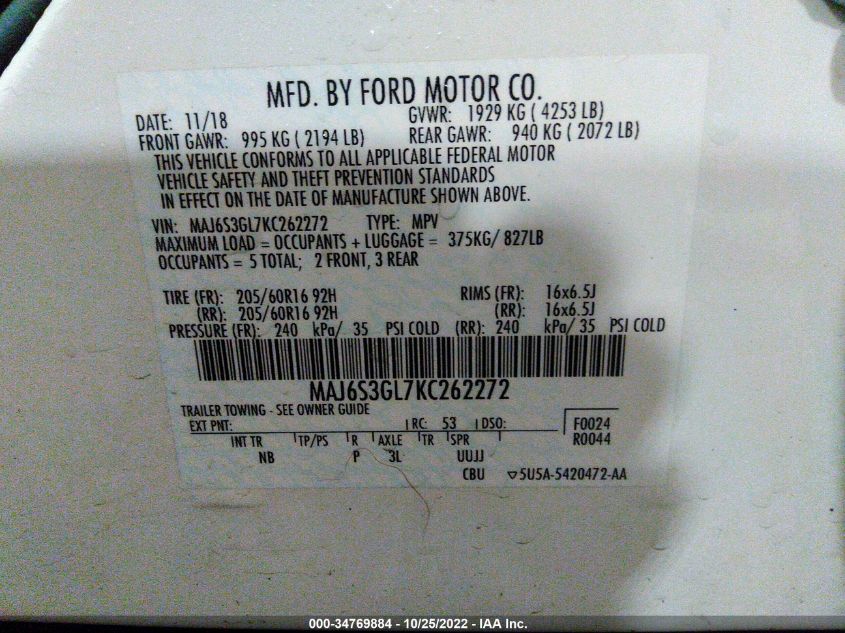 MFD. BY FORD MOTOR CO.
DATE: 11/18 GVWR: 1929 KG ( 4253 LB)
FRONT GAWR: 995 KG ( 2194 LB) REAR GAWR: 940 KG ( 2072 LB)
THIS VEHICLE CONFORMS TO ALL APPLICABLE FEDERAL MOTOR
VEHICLE SAFETY AND THEFT PREVENTION STANDARDS
IN EFFECT ON THE DATE OF MANUFACTURE SHOWN ABOVE.
VIN: MAJ6S3GL7KC262272 TYPE: MPV
MAXIMUM LOAD = OCCUPANTS + LUGGAGE = 375KG/ 827LB
OCCUPANTS = 5 TOTAL; 2 FRONT, 3 REAR
TIRE (FR): 205/60R16 92H RIMS (FR): 16x6.5J
(RR): 205/60R16 92H (RR): 16x6.5J
PRESSURE (FR): 240 kPa/ 35 PSI COLD (RR): 240 kPa/ 35 PSI COLD
MAJ6S3GL7KC262272
TRAILER TOWING - SEE OWNER GUIDE
EXT PNT: RC: 53 DSO: F0024
INT TR TP/PS R AXLE TR SPR R0044
NB P 3L UUJJ
CBU ▽5U5A-5420472-AA
000-34769884 - 10/25/2022 - IAA Inc.